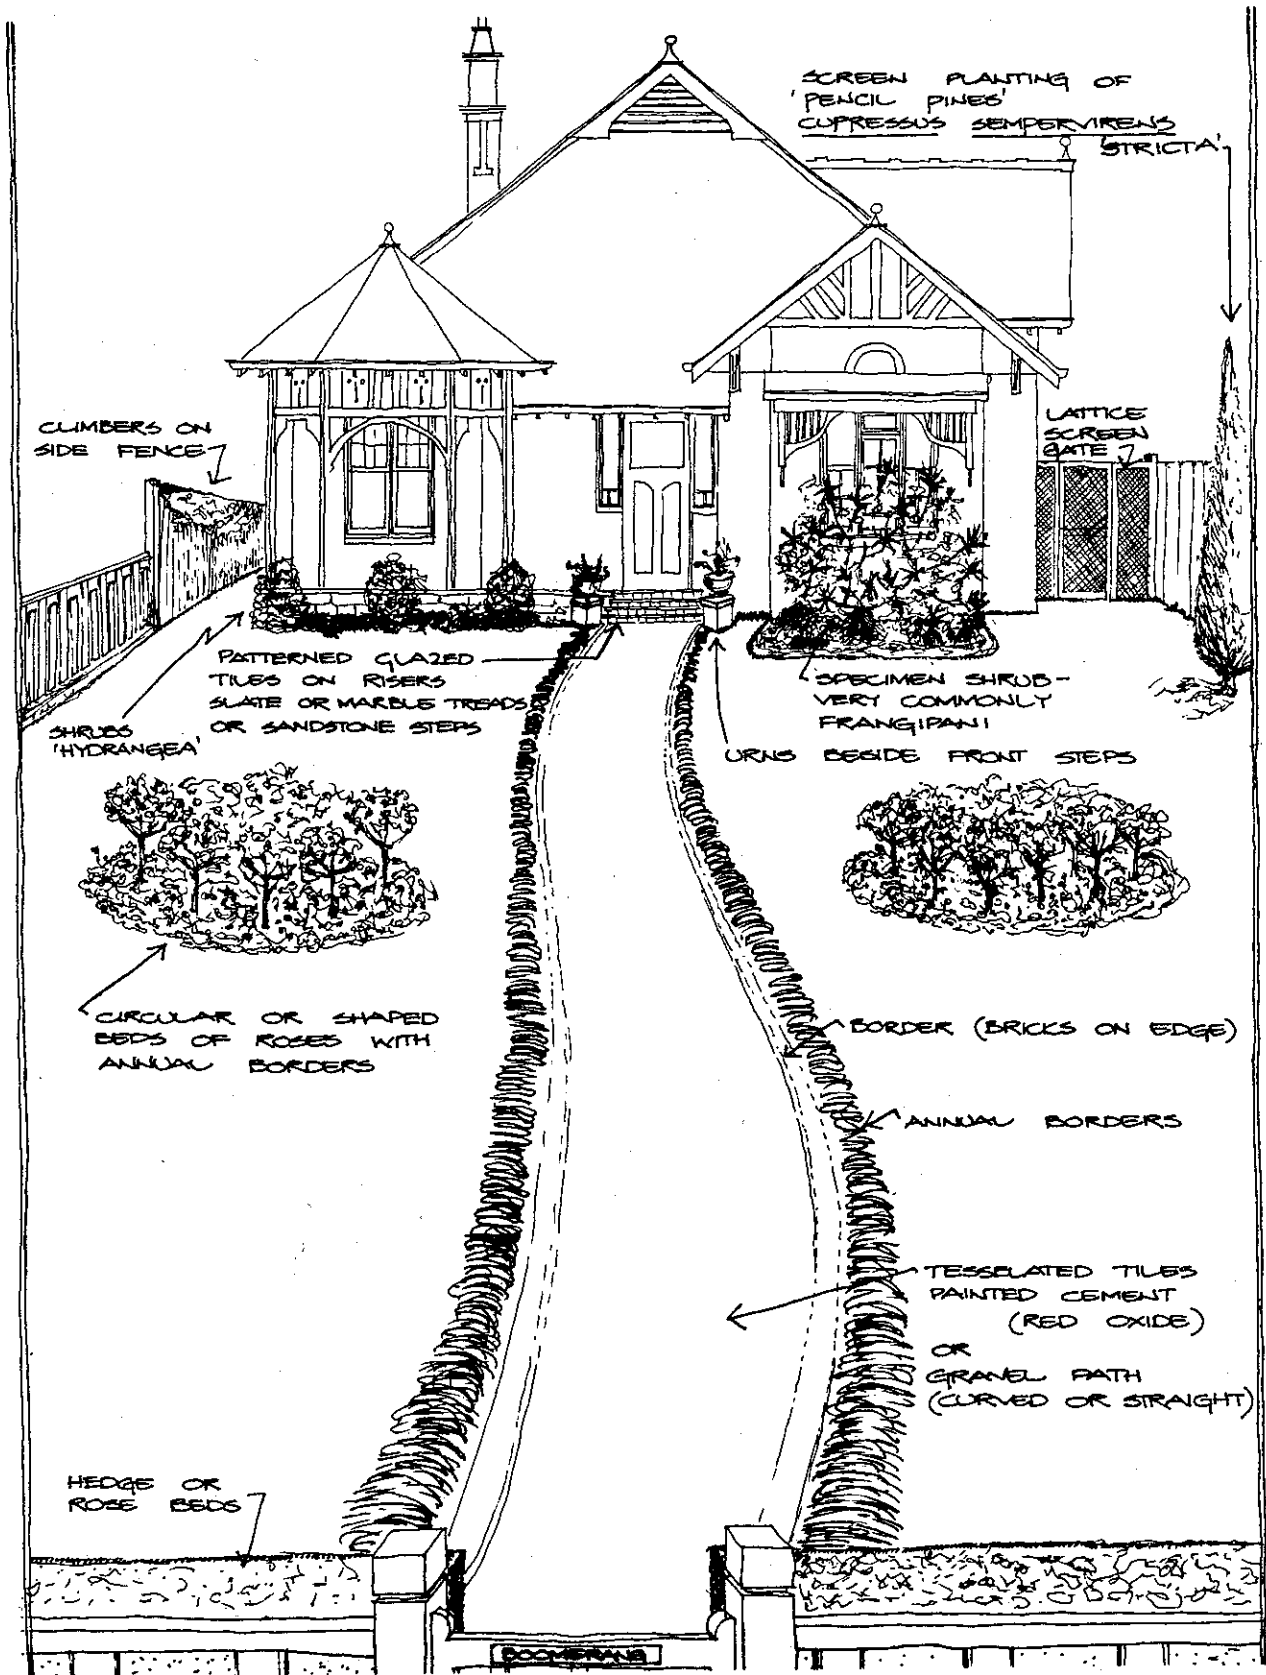 SCREEN PLANTING OF
'PENCIL PINES'
CUPRESSUS SEMPERVIRENS
'STRICTA'
CLIMBERS ON
SIDE FENCE
LATTICE
SCREEN
GATE
PATTERNED GLAZED
TILES ON RISERS
SLATE OR MARBLE TREADS
OR SANDSTONE STEPS
SHRUBS
'HYDRANGEA'
SPECIMEN SHRUB-
VERY COMMONLY
FRANGIPANI
URNS BESIDE FRONT STEPS
CIRCULAR OR SHAPED
BEDS OF ROSES WITH
ANNUAL BORDERS
BORDER (BRICKS ON EDGE)
ANNUAL BORDERS
TESSELATED TILES
PAINTED CEMENT
(RED OXIDE)
OR
GRAVEL PATH
(CURVED OR STRAIGHT)
HEDGE OR
ROSE BEDS
BOOMERANG